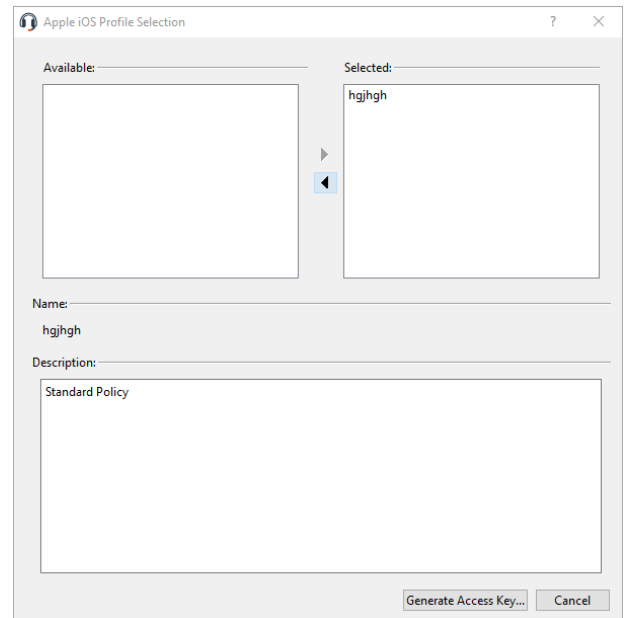 Apple iOS Profile Selection
?
Available:
Selected:
hgjhgh
Name:
hgjhgh
Description:
Standard Policy
Generate Access Key...
Cancel